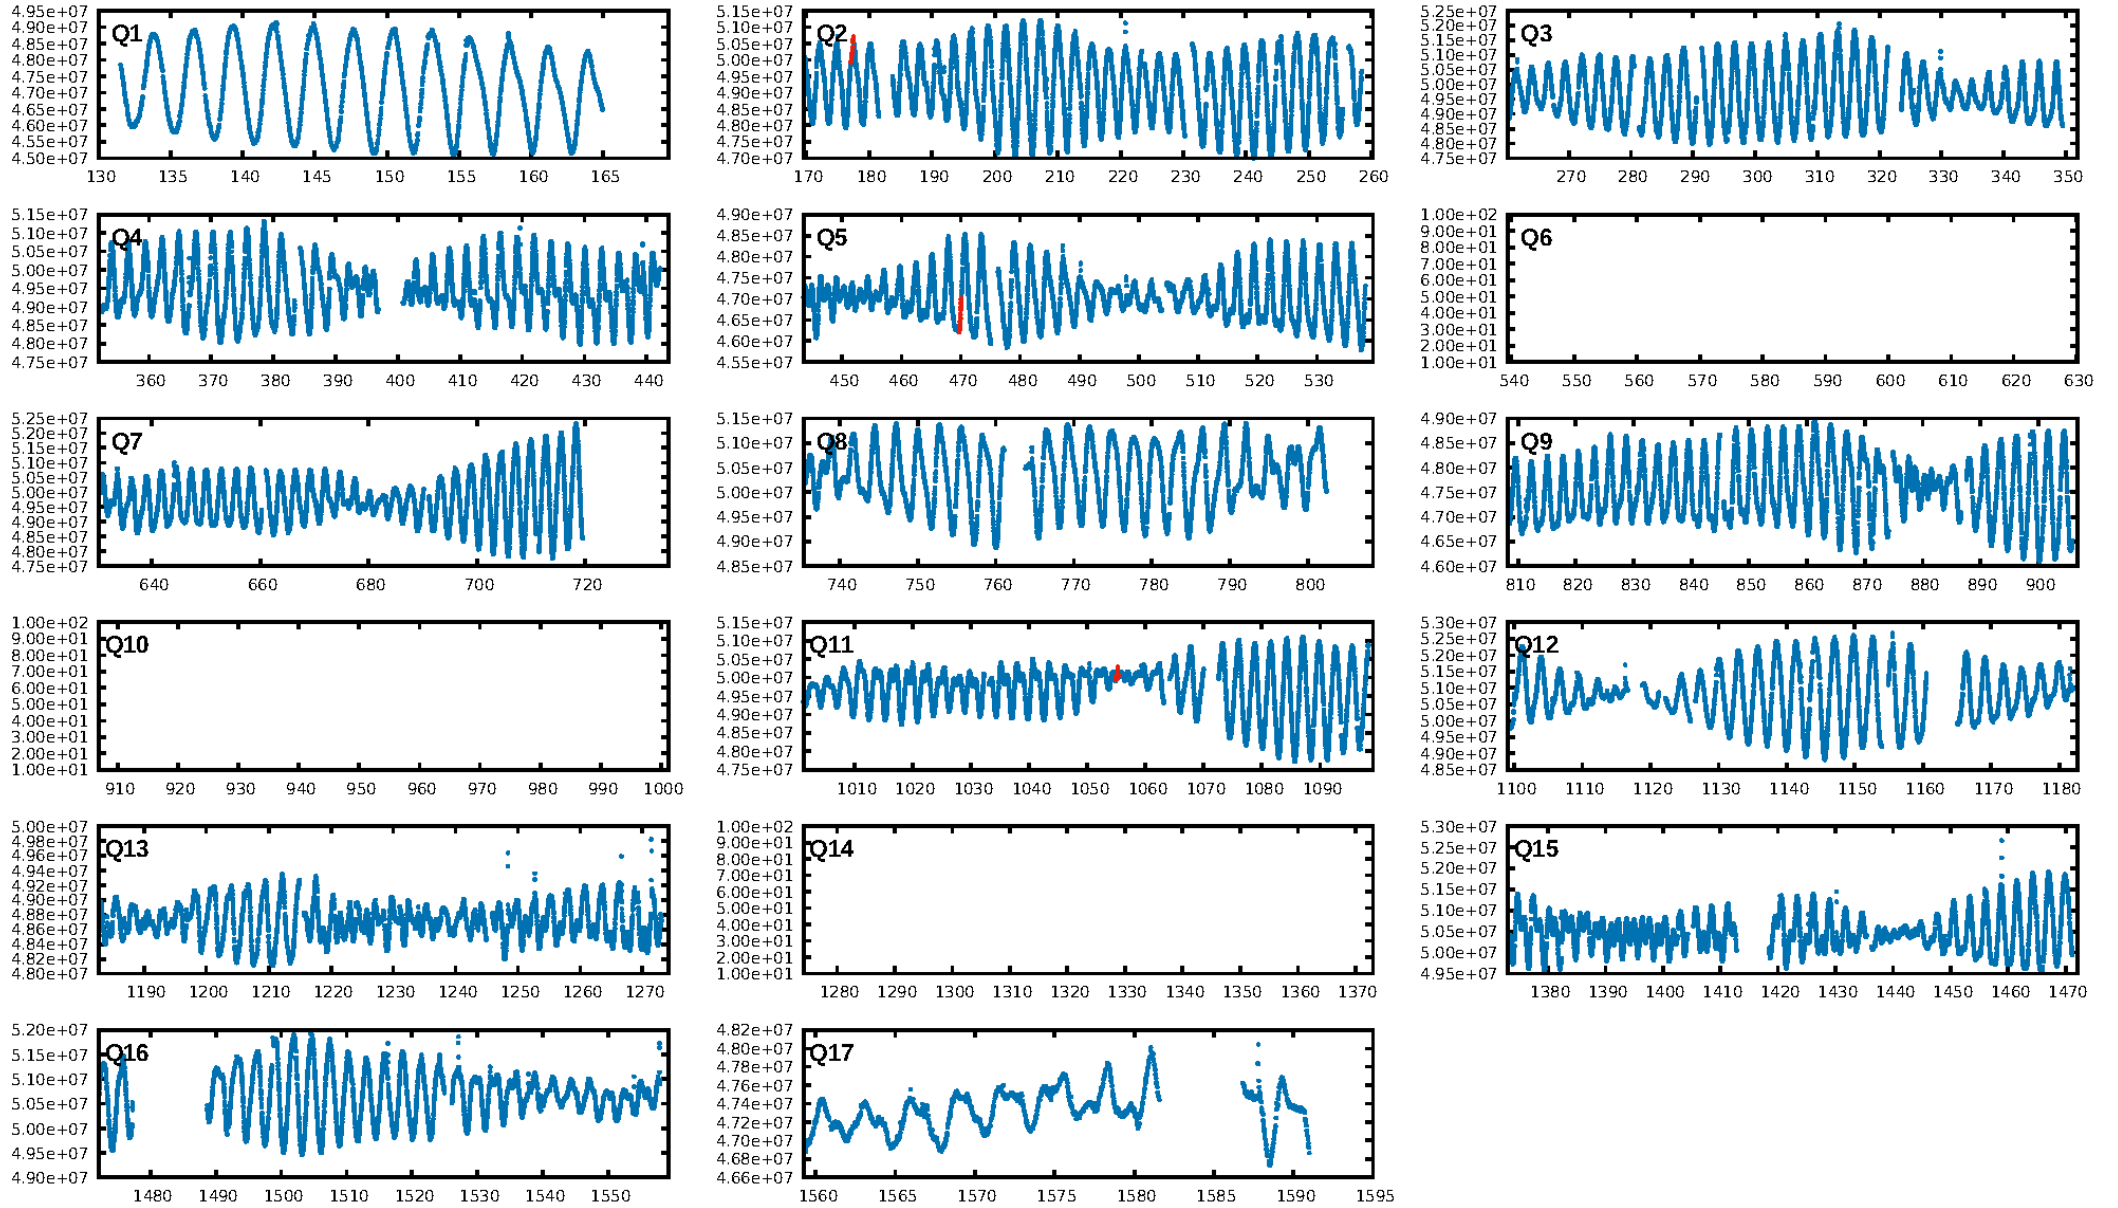 4.95e+07
4.90e+07
4.85e+07
4.80e+07
4.75e+07
4.70e+07
4.65e+07
4.60e+07
4.55e+07
4.50e+07
Q1
130 135 140 145 150 155 160 165
5.15e+07
5.10e+07
5.05e+07
5.00e+07
4.95e+07
4.90e+07
4.85e+07
4.80e+07
4.75e+07
4.70e+07
Q2
170 180 190 200 210 220 230 240 250 260
5.25e+07
5.20e+07
5.15e+07
5.10e+07
5.05e+07
5.00e+07
4.95e+07
4.90e+07
4.85e+07
4.80e+07
4.75e+07
Q3
270 280 290 300 310 320 330 340 350
5.15e+07
5.10e+07
5.05e+07
5.00e+07
4.95e+07
4.90e+07
4.85e+07
4.80e+07
4.75e+07
Q4
360 370 380 390 400 410 420 430 440
4.90e+07
4.85e+07
4.80e+07
4.75e+07
4.70e+07
4.65e+07
4.60e+07
4.55e+07
Q5
450 460 470 480 490 500 510 520 530
1.00e+02
9.00e+01
8.00e+01
7.00e+01
6.00e+01
5.00e+01
4.00e+01
3.00e+01
2.00e+01
1.00e+01
Q6
540 550 560 570 580 590 600 610 620 630
5.25e+07
5.20e+07
5.15e+07
5.10e+07
5.05e+07
5.00e+07
4.95e+07
4.90e+07
4.85e+07
4.80e+07
4.75e+07
Q7
640 660 680 700 720
5.15e+07
5.10e+07
5.05e+07
5.00e+07
4.95e+07
4.90e+07
4.85e+07
Q8
740 750 760 770 780 790 800
4.90e+07
4.85e+07
4.80e+07
4.75e+07
4.70e+07
4.65e+07
4.60e+07
Q9
810 820 830 840 850 860 870 880 890 900
1.00e+02
9.00e+01
8.00e+01
7.00e+01
6.00e+01
5.00e+01
4.00e+01
3.00e+01
2.00e+01
1.00e+01
Q10
910 920 930 940 950 960 970 980 990 1000
5.15e+07
5.10e+07
5.05e+07
5.00e+07
4.95e+07
4.90e+07
4.85e+07
4.80e+07
4.75e+07
Q11
1010 1020 1030 1040 1050 1060 1070 1080 1090
5.30e+07
5.25e+07
5.20e+07
5.15e+07
5.10e+07
5.05e+07
5.00e+07
4.95e+07
4.90e+07
4.85e+07
Q12
1100 1110 1120 1130 1140 1150 1160 1170 1180
5.00e+07
4.98e+07
4.96e+07
4.94e+07
4.92e+07
4.90e+07
4.88e+07
4.86e+07
4.84e+07
4.82e+07
4.80e+07
Q13
1190 1200 1210 1220 1230 1240 1250 1260 1270
1.00e+02
9.00e+01
8.00e+01
7.00e+01
6.00e+01
5.00e+01
4.00e+01
3.00e+01
2.00e+01
1.00e+01
Q14
1280 1290 1300 1310 1320 1330 1340 1350 1360 1370
5.30e+07
5.25e+07
5.20e+07
5.15e+07
5.10e+07
5.05e+07
5.00e+07
4.95e+07
Q15
1380 1390 1400 1410 1420 1430 1440 1450 1460 1470
5.20e+07
5.15e+07
5.10e+07
5.05e+07
5.00e+07
4.95e+07
4.90e+07
Q16
1480 1490 1500 1510 1520 1530 1540 1550
4.82e+07
4.80e+07
4.78e+07
4.76e+07
4.74e+07
4.72e+07
4.70e+07
4.68e+07
4.66e+07
Q17
1560 1565 1570 1575 1580 1585 1590 1595